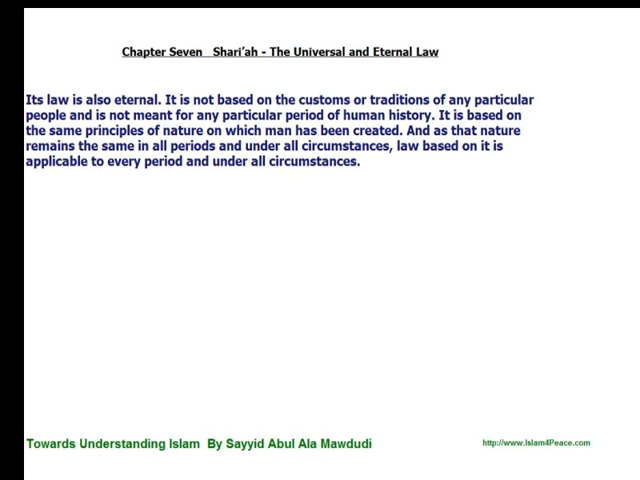 Chapter Seven   Shari’ah - The Universal and Eternal Law
Its law is also eternal. It is not based on the customs or traditions of any particular
people and is not meant for any particular period of human history. It is based on
the same principles of nature on which man has been created. And as that nature
remains the same in all periods and under all circumstances, law based on it is
applicable to every period and under all circumstances.
Towards Understanding Islam  By Sayyid Abul Ala Mawdudi
http://www.Islam4Peace.com